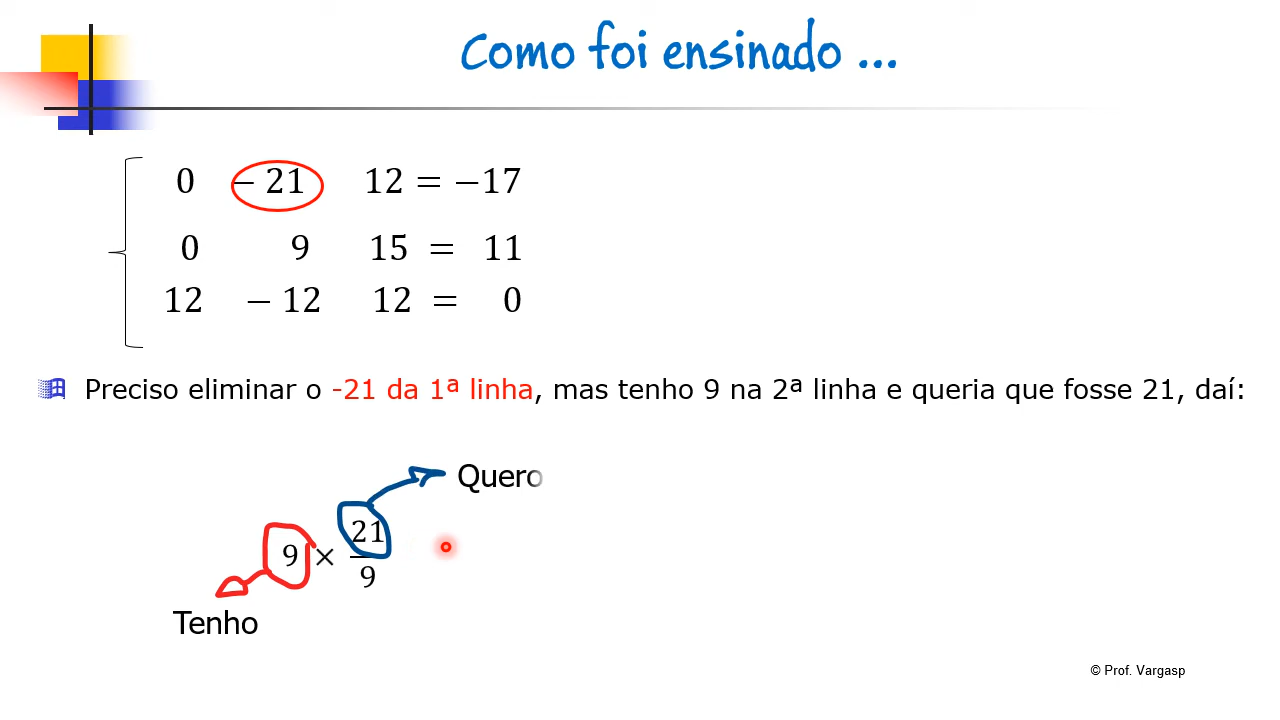 Como foi ensinado ...
0 − 21 12 = −17
0 9 15 = 11
12 − 12 12 = 0
Preciso eliminar o -21 da 1ª linha, mas tenho 9 na 2ª linha e queria que fosse 21, daí:
Quero
9 × 21/9
Tenho
© Prof. Vargasp